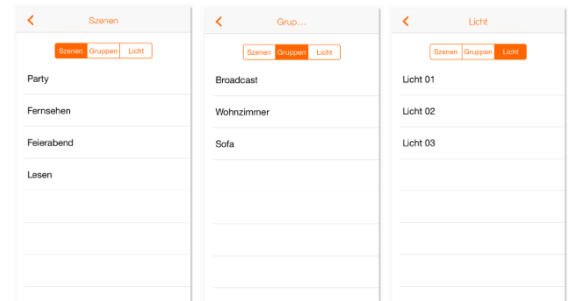 Szenen
Szenen Gruppen Licht
Party
Fernsehen
Feierabend
Lesen
Grup...
Szenen Gruppen Licht
Broadcast
Wohnzimmer
Sofa
Licht
Szenen Gruppen Licht
Licht 01
Licht 02
Licht 03